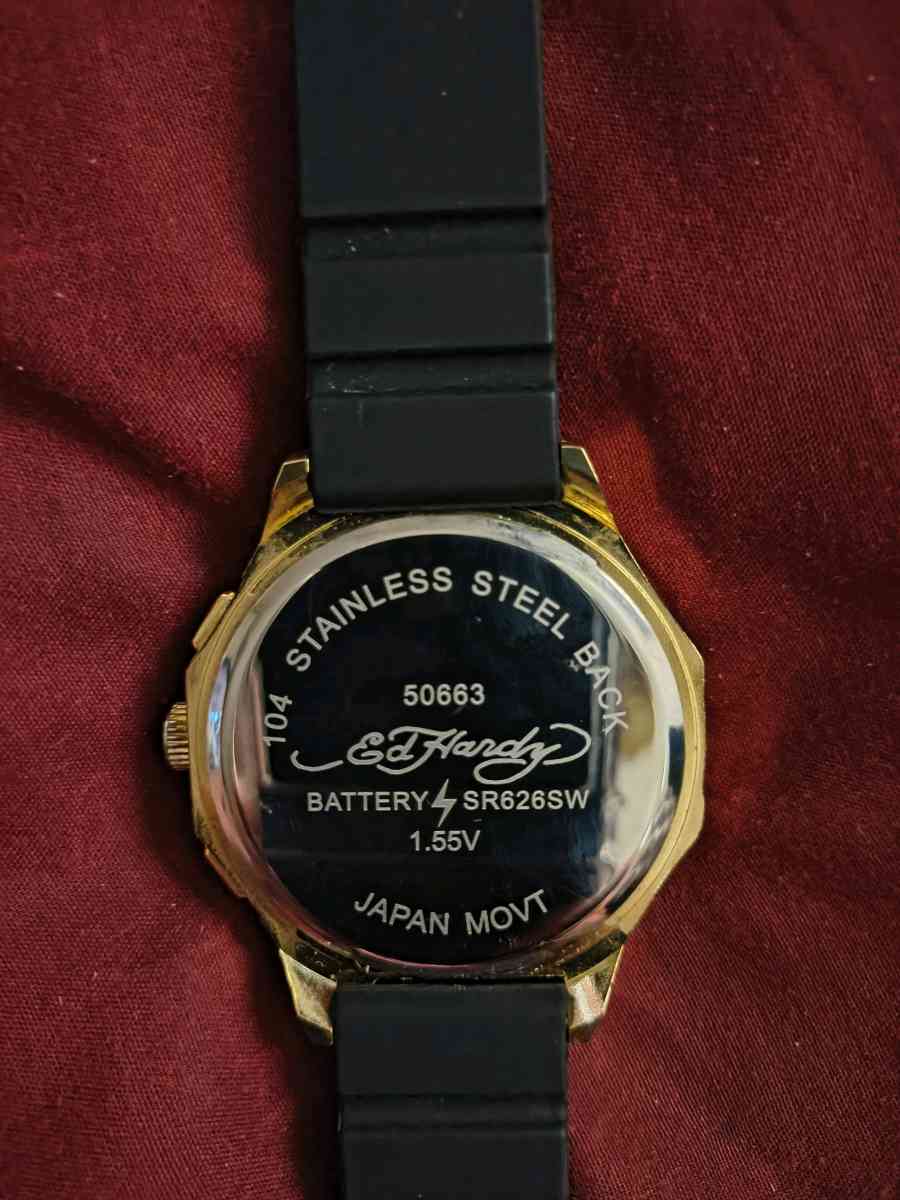 104 STAINLESS STEEL BACK
50663
Ed Hardy
BATTERY SR626SW
1.55V
JAPAN MOVT